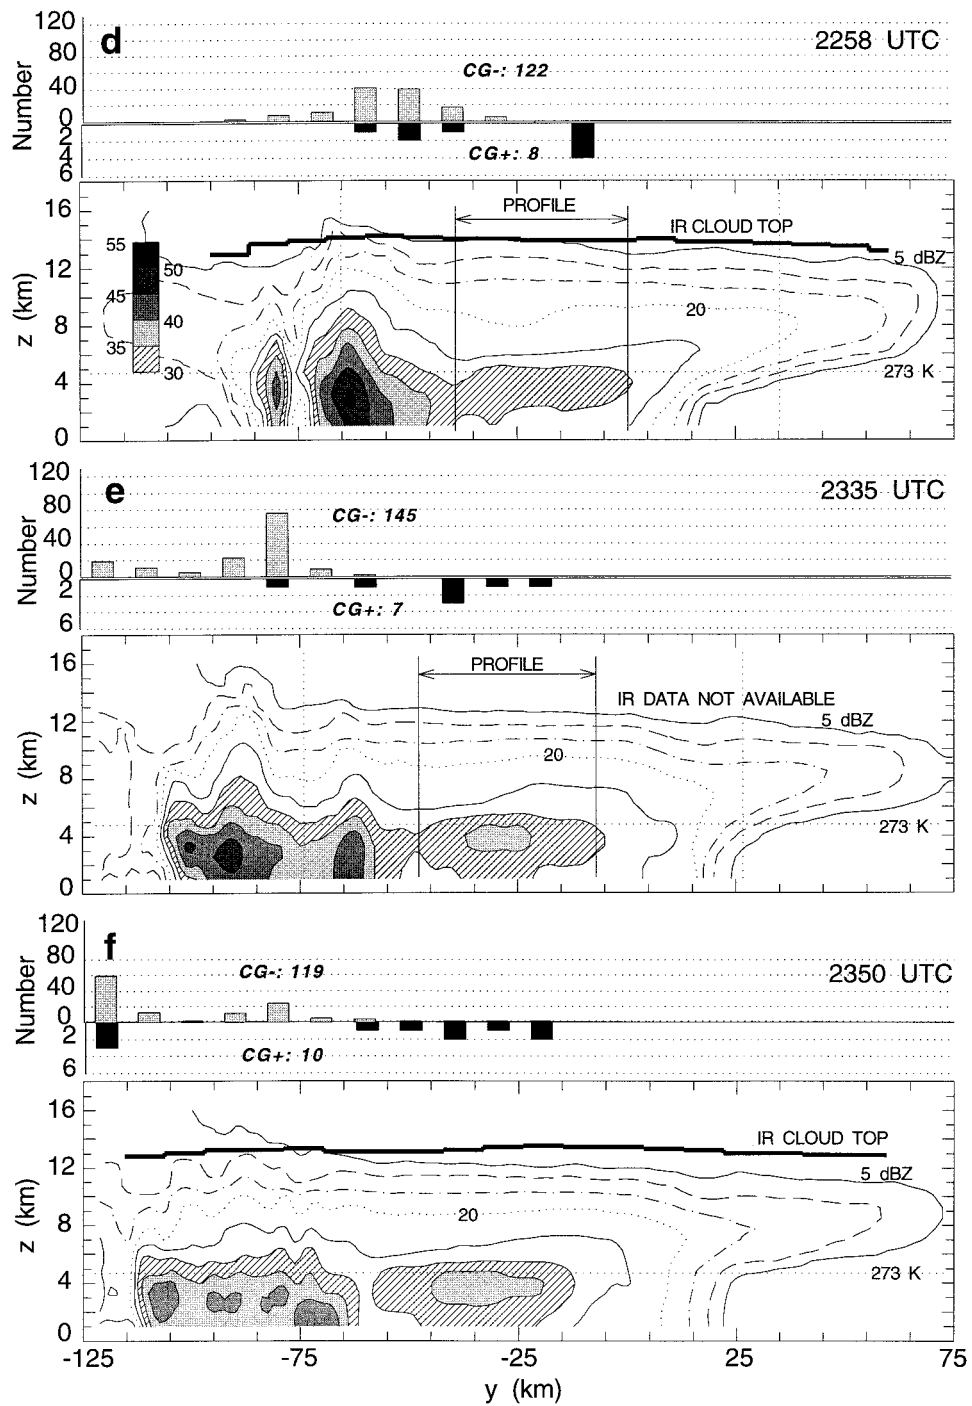 d
2258 UTC
120
80
40
0
2
4
6
Number
CG-: 122
CG+: 8
16
12
8
4
0
z (km)
PROFILE
IR CLOUD TOP
5 dBZ
20
273 K
55
50
45
40
35
30
e
2335 UTC
120
80
40
0
2
6
Number
CG-: 145
CG+: 7
16
12
8
4
0
z (km)
PROFILE
IR DATA NOT AVAILABLE
5 dBZ
20
273 K
f
2350 UTC
120
80
40
0
2
6
Number
CG-: 119
CG+: 10
16
12
8
4
0
z (km)
IR CLOUD TOP
5 dBZ
20
273 K
-125 -75 -25 25 75
y (km)